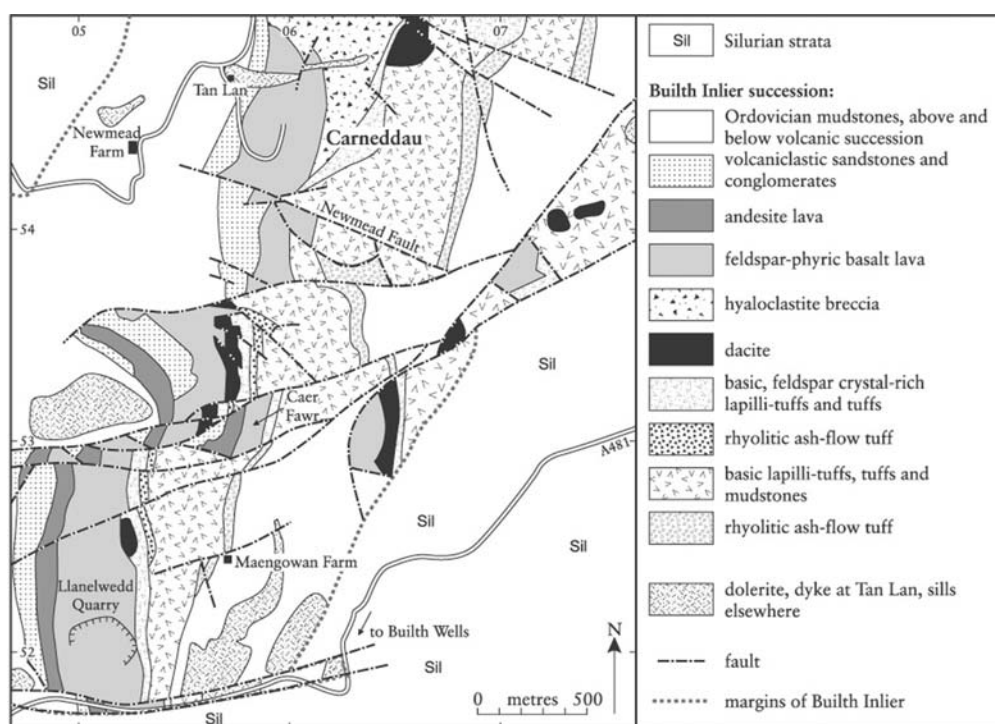 05
06
07
Sil
Tan Lan
Newmead
Farm
Carneddau
54
Newmead Fault
Sil
Caer
Fawr
53
A481
Sil
Sil
Maengowan Farm
Llanelwedd
Quarry
to Builth Wells
52
Sil
Sil
N
0 metres 500
Sil Silurian strata
Builth Inlier succession:
Ordovician mudstones, above and
below volcanic succession
volcaniclastic sandstones and
conglomerates
andesite lava
feldspar-phyric basalt lava
hyaloclastite breccia
dacite
basic, feldspar crystal-rich
lapilli-tuffs and tuffs
rhyolitic ash-flow tuff
basic lapilli-tuffs, tuffs and
mudstones
rhyolitic ash-flow tuff
dolerite, dyke at Tan Lan, sills
elsewhere
fault
margins of Builth Inlier